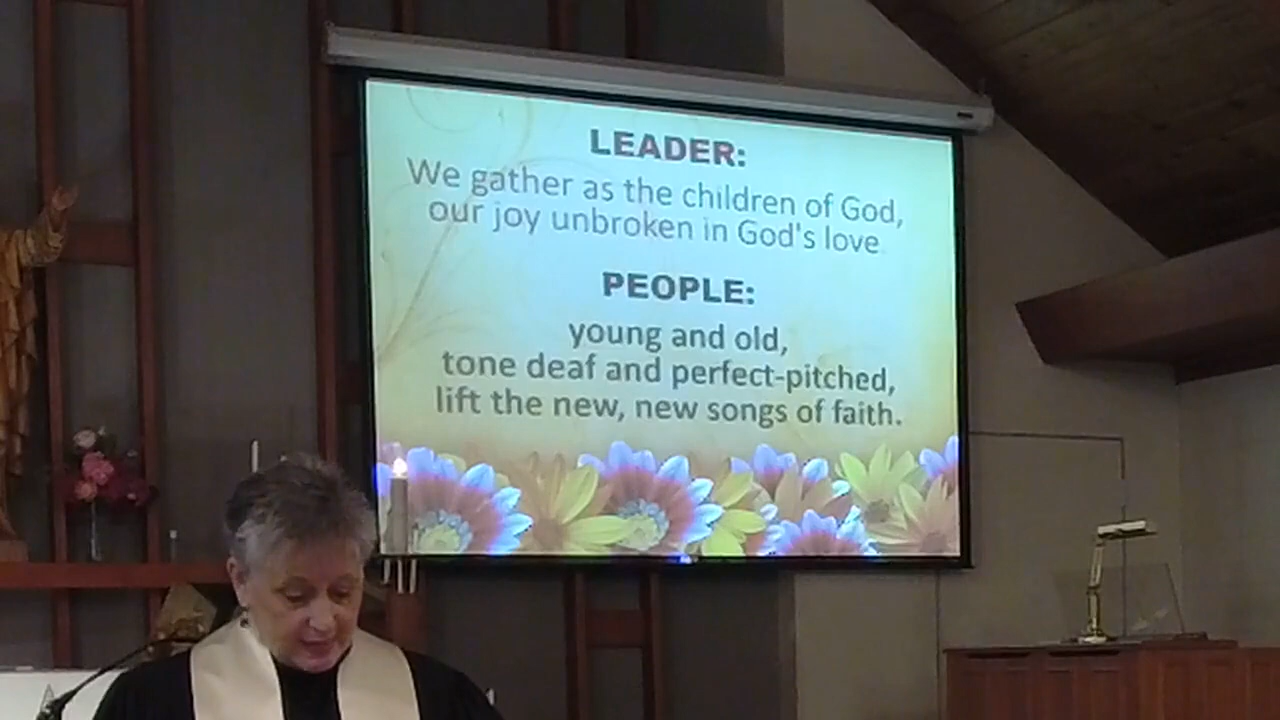 LEADER:
We gather as the children of God,
our joy unbroken in God's love.
PEOPLE:
young and old,
tone deaf and perfect-pitched,
lift the new, new songs of faith.